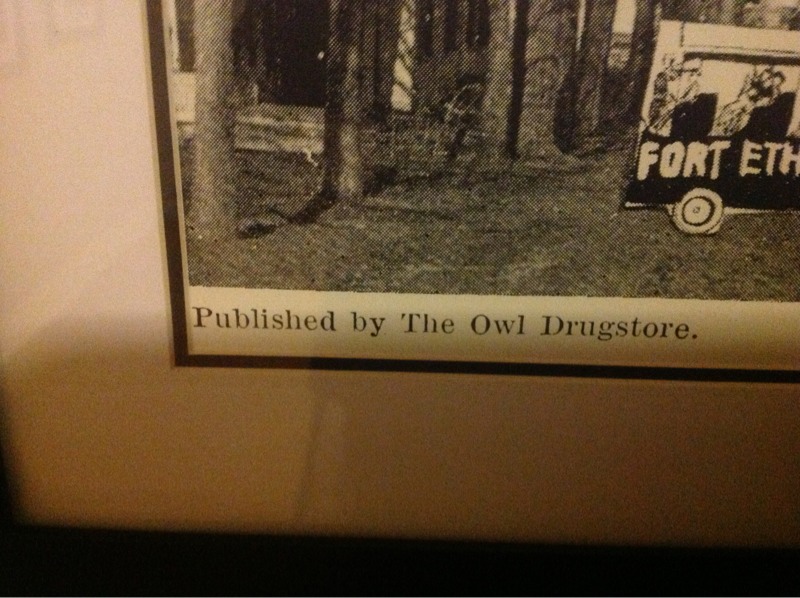 FORT ETH
Published by The Owl Drugstore.